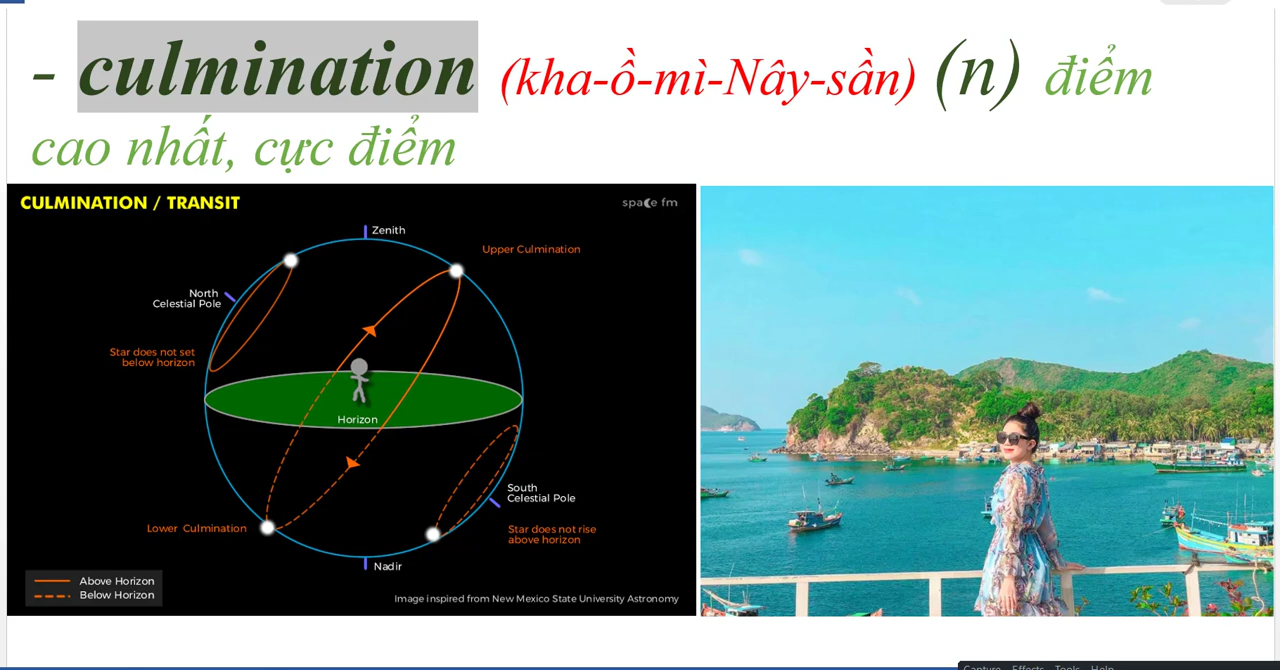 - culmination (kha-ồ-mì-Nây-sần) (n) điểm
cao nhất, cực điểm
CULMINATION / TRANSIT
space fm
Zenith
Upper Culmination
North
Celestial Pole
Star does not set
below horizon
Horizon
South
Celestial Pole
Lower Culmination
Star does not rise
above horizon
Nadir
Above Horizon
Below Horizon
Image inspired from New Mexico State University Astronomy
Capture Effects Tools Help